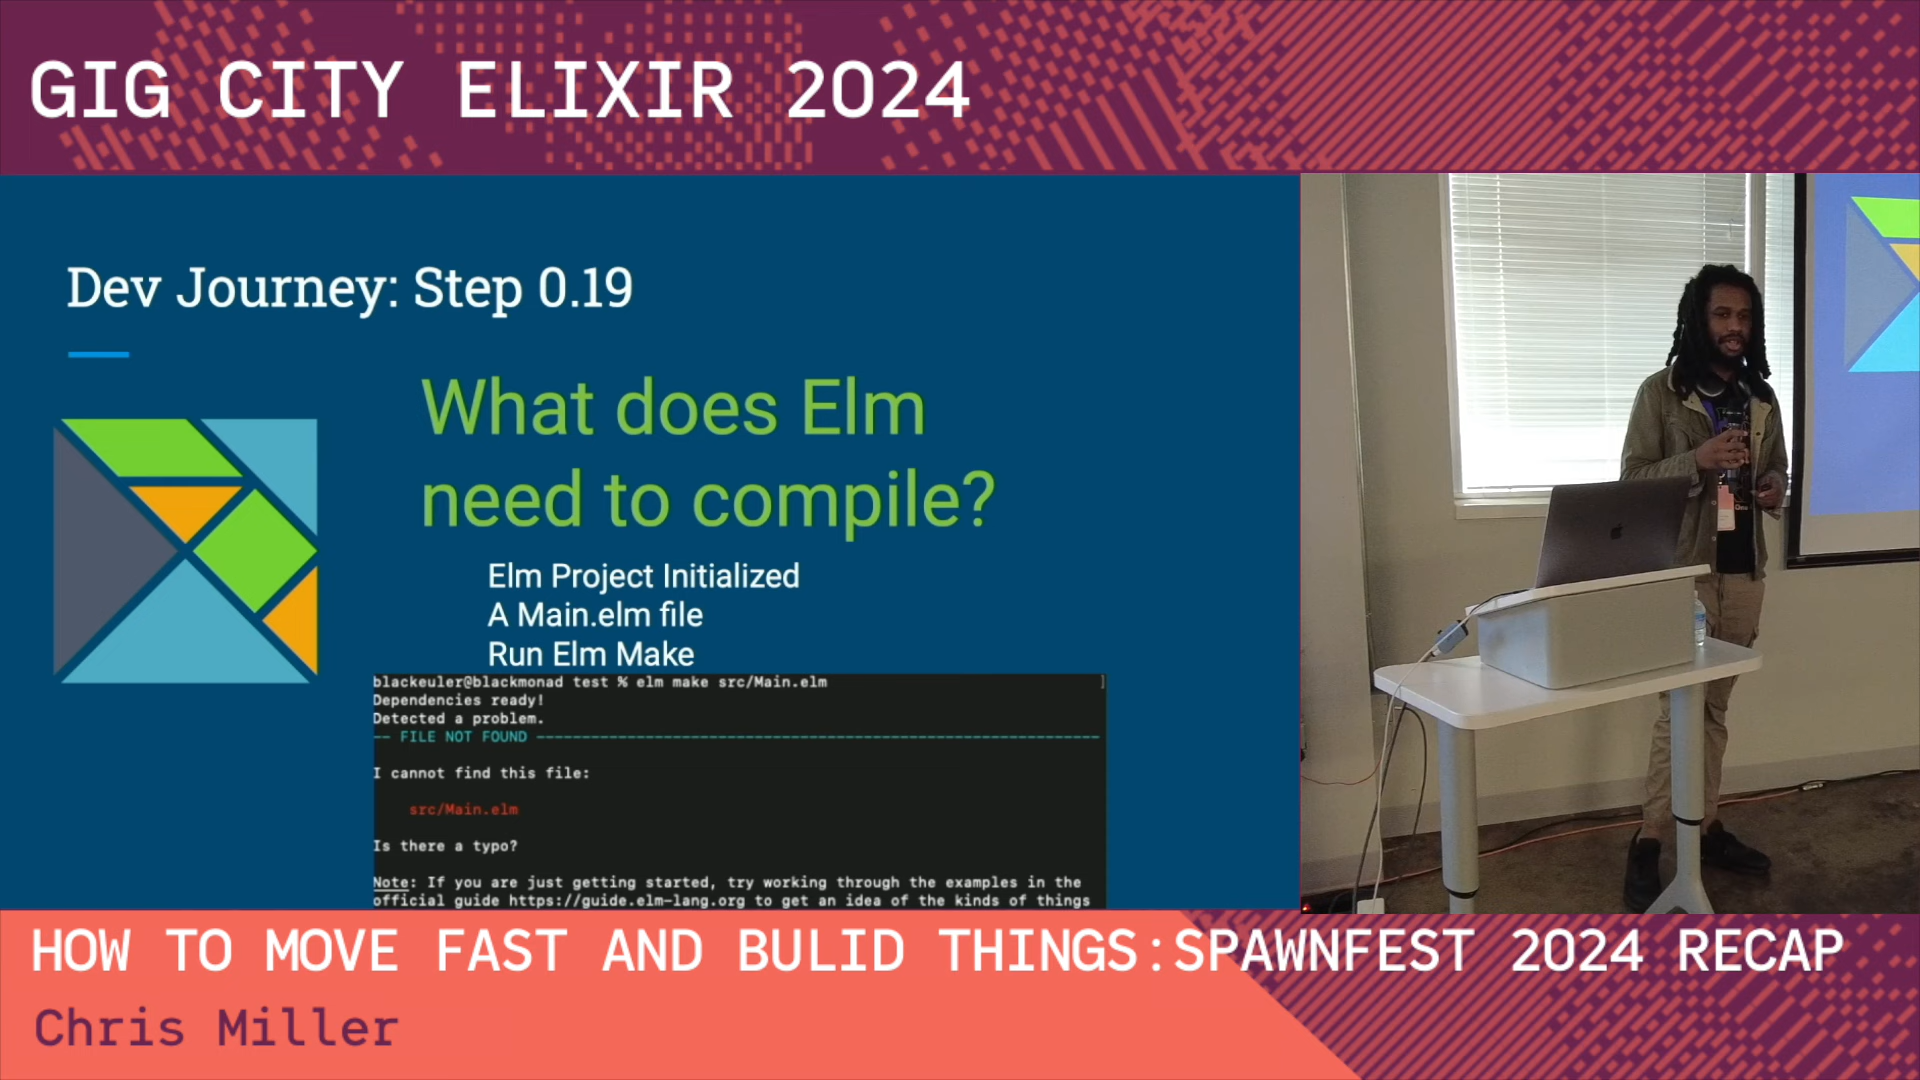 GIG CITY ELIXIR 2024
Dev Journey: Step 0.19
What does Elm
need to compile?
Elm Project Initialized
A Main.elm file
Run Elm Make
blackeuler@blackmonad test % elm make src/Main.elm
Dependencies ready!
Detected a problem.
-- FILE NOT FOUND --------------------------------------------------------------
I cannot find this file:
src/Main.elm
Is there a typo?
Note: If you are just getting started, try working through the examples in the
official guide https://guide.elm-lang.org to get an idea of the kinds of things
HOW TO MOVE FAST AND BULID THINGS:SPAWNFEST 2024 RECAP
Chris Miller